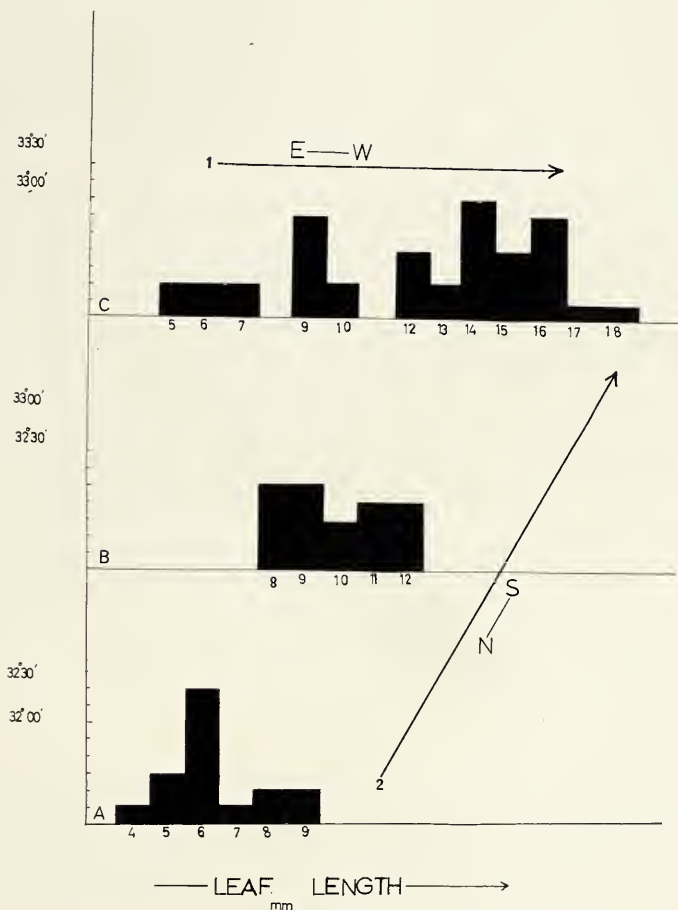 33°30'
E — W
1
33°00'
C
5 6 7 9 10 12 13 14 15 16 17 18
33°00'
32°30'
B
8 9 10 11 12
S
N
32°30'
32°00'
2
A
4 5 6 7 8 9
LEAF LENGTH
mm